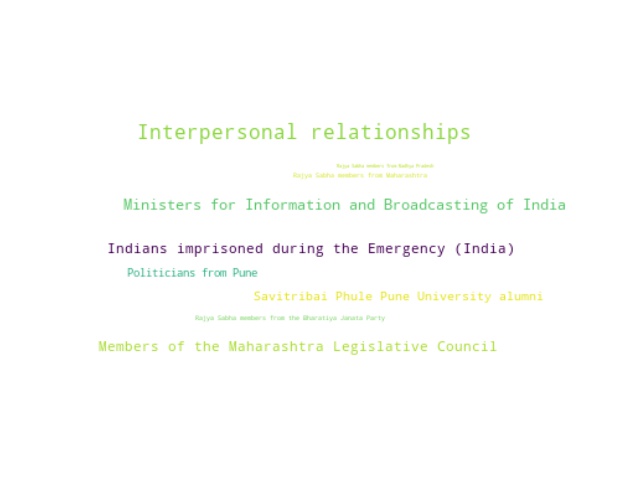 Interpersonal relationships
Rajya Sabha members from Madhya Pradesh
Rajya Sabha members from Maharashtra
Ministers for Information and Broadcasting of India
Indians imprisoned during the Emergency (India)
Politicians from Pune
Savitribai Phule Pune University alumni
Rajya Sabha members from the Bharatiya Janata Party
Members of the Maharashtra Legislative Council